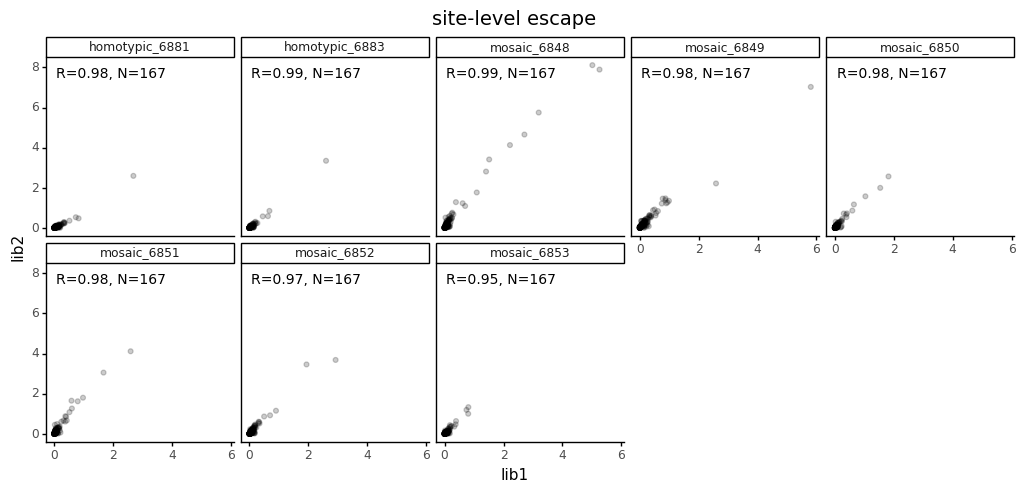 site-level escape
homotypic_6881
homotypic_6883
mosaic_6848
mosaic_6849
mosaic_6850
8
6
4
2
0
R=0.98, N=167
R=0.99, N=167
R=0.99, N=167
R=0.98, N=167
R=0.98, N=167
0
2
4
6
0
2
4
6
mosaic_6851
mosaic_6852
mosaic_6853
8
6
4
2
0
R=0.98, N=167
R=0.97, N=167
R=0.95, N=167
0
2
4
6
0
2
4
6
0
2
4
6
lib2
lib1